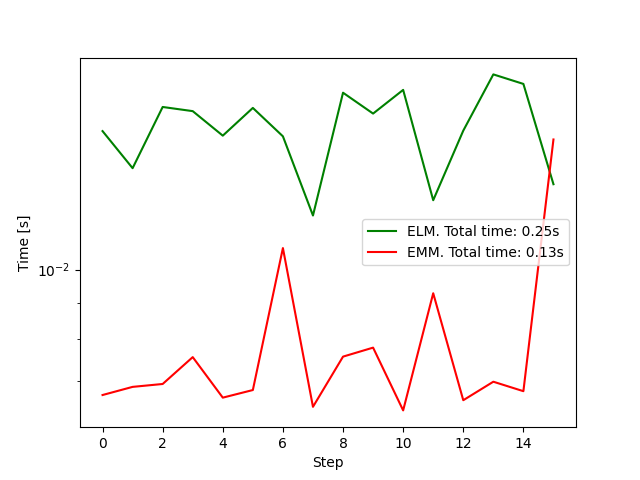 Time [s]
10⁻²
ELM. Total time: 0.25s
EMM. Total time: 0.13s
0 2 4 6 8 10 12 14
Step